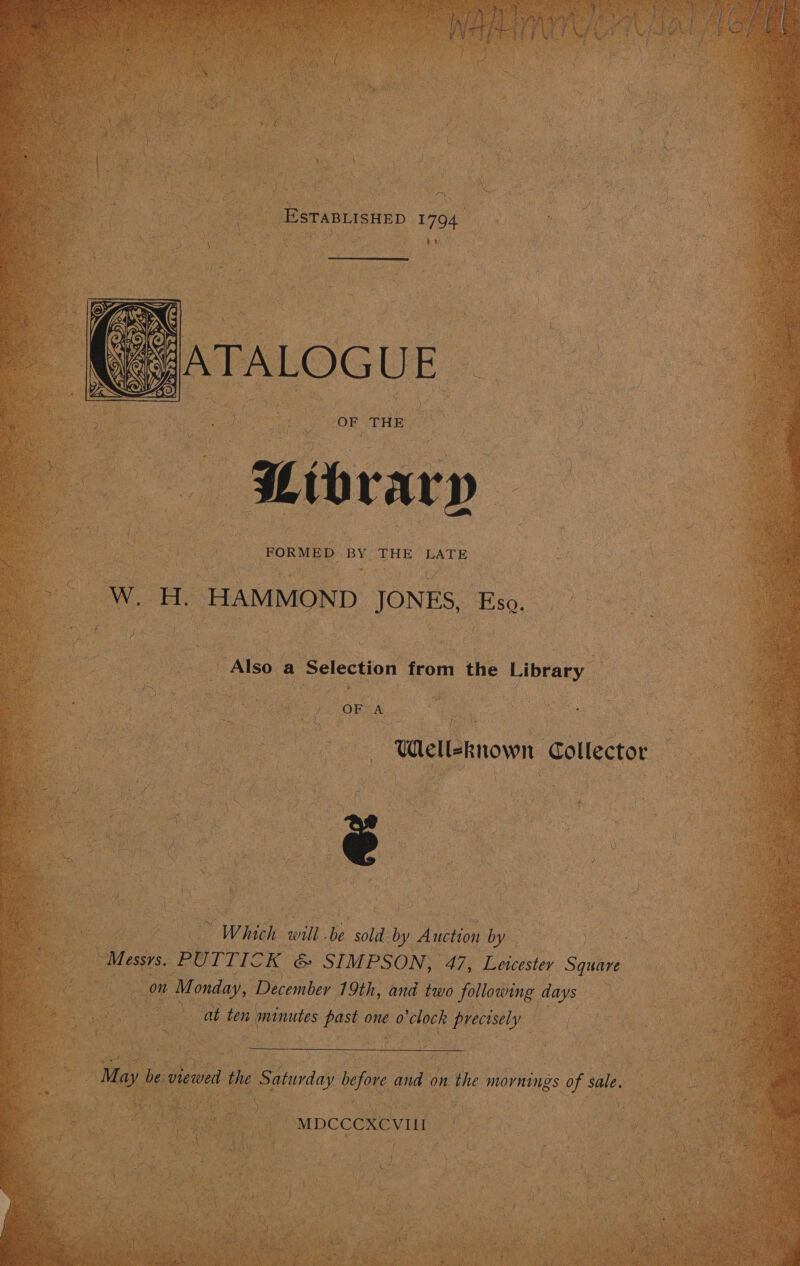 ESTABLISHED 1794
CATALOGUE
OF THE
Library
FORMED BY THE LATE
W. H. HAMMOND JONES, ESQ.
Also a Selection from the Library
OF A
Well-known Collector
Which will be sold by Auction by
Messrs. PUTTICK & SIMPSON, 47, Leicester Square
on Monday, December 19th, and two following days
at ten minutes past one o'clock precisely
May be viewed the Saturday before and on the mornings of sale.
MDCCCXCVIII